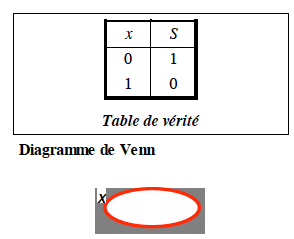 x S
0 1
1 0
Table de vérité
Diagramme de Venn
x